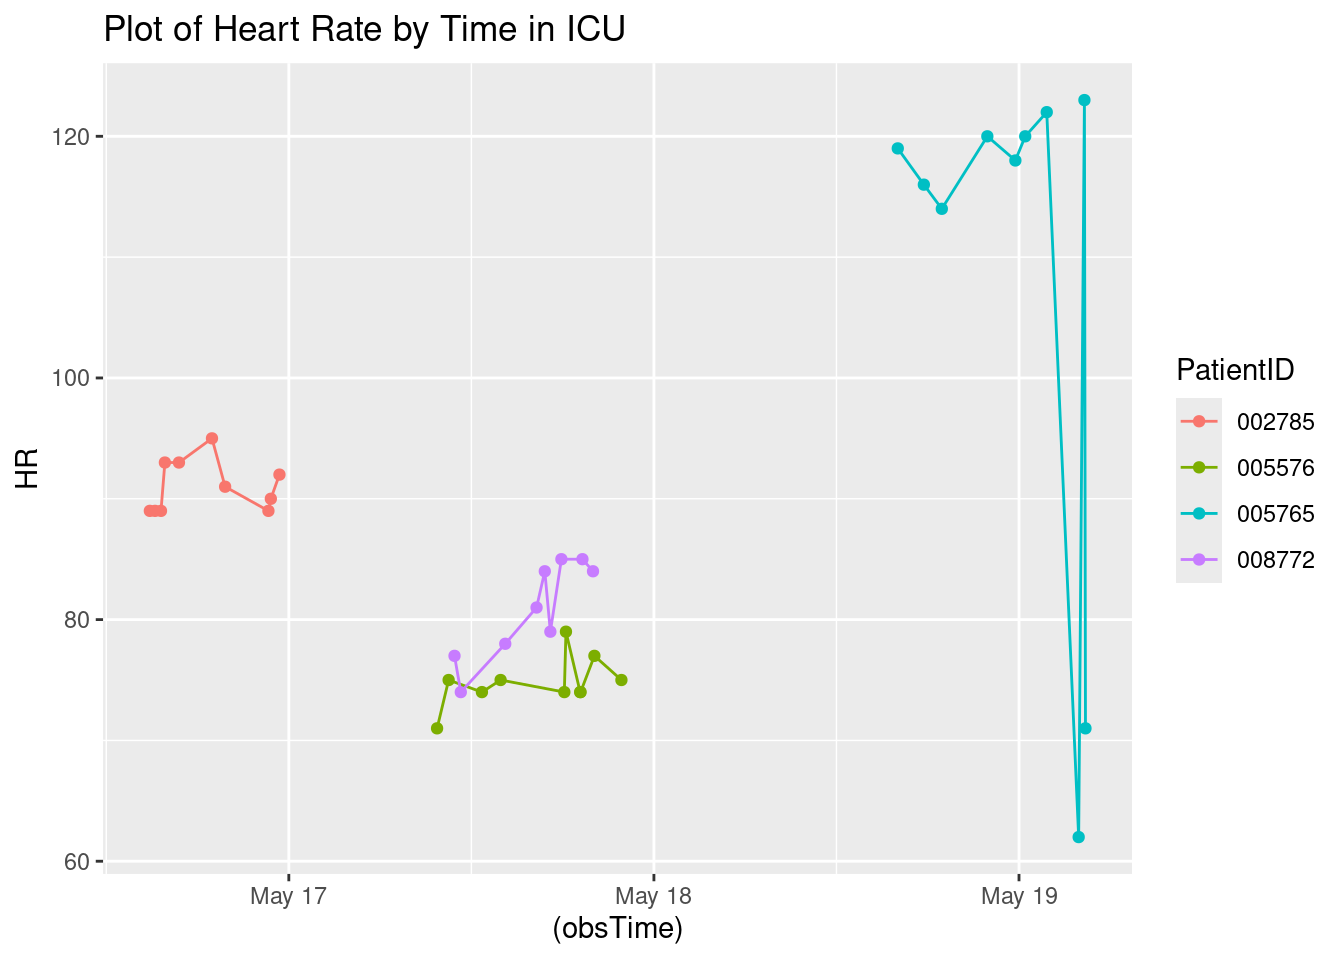 Plot of Heart Rate by Time in ICU
120
100
80
60
HR
May 17 May 18 May 19
(obsTime)
PatientID
002785
005576
005765
008772